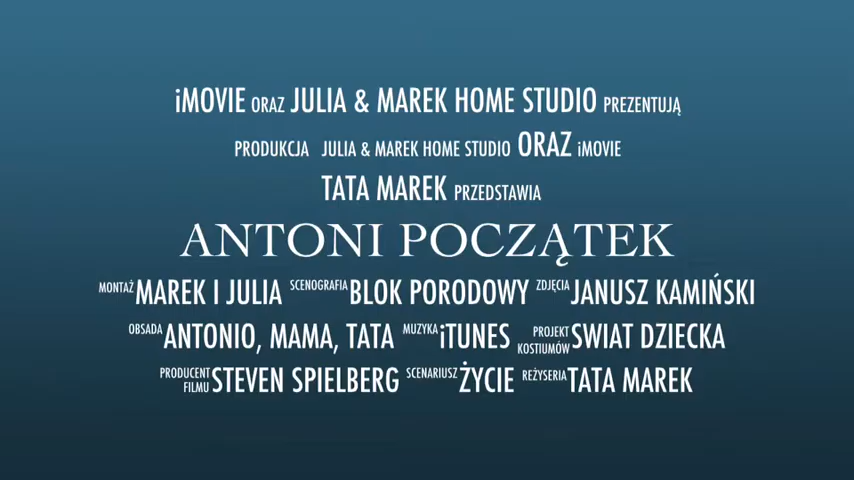 iMOVIE ORAZ JULIA & MAREK HOME STUDIO PREZENTUJĄ
PRODUKCJA JULIA & MAREK HOME STUDIO ORAZ iMOVIE
TATA MAREK PRZEDSTAWIA
ANTONI POCZĄTEK
MONTAŻ MAREK I JULIA SCENOGRAFIA BLOK PORODOWY ZDJĘCIA JANUSZ KAMIŃSKI
OBSADA ANTONIO, MAMA, TATA MUZYKA iTUNES PROJEKT KOSTIUMÓW SWIAT DZIECKA
PRODUCENT FILMU STEVEN SPIELBERG SCENARIUSZ ŻYCIE REŻYSERIA TATA MAREK